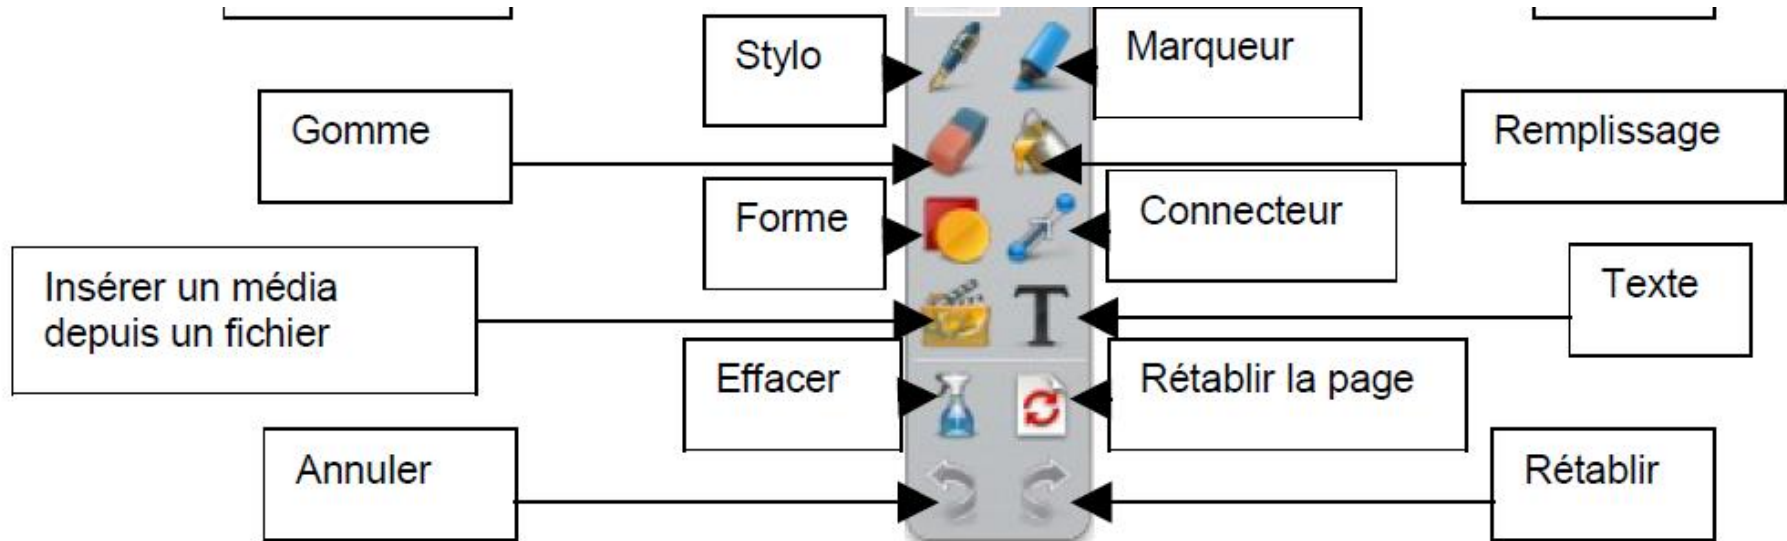 Stylo
Marqueur
Gomme
Remplissage
Forme
Connecteur
Insérer un média
depuis un fichier
Texte
Effacer
Rétablir la page
Annuler
Rétablir